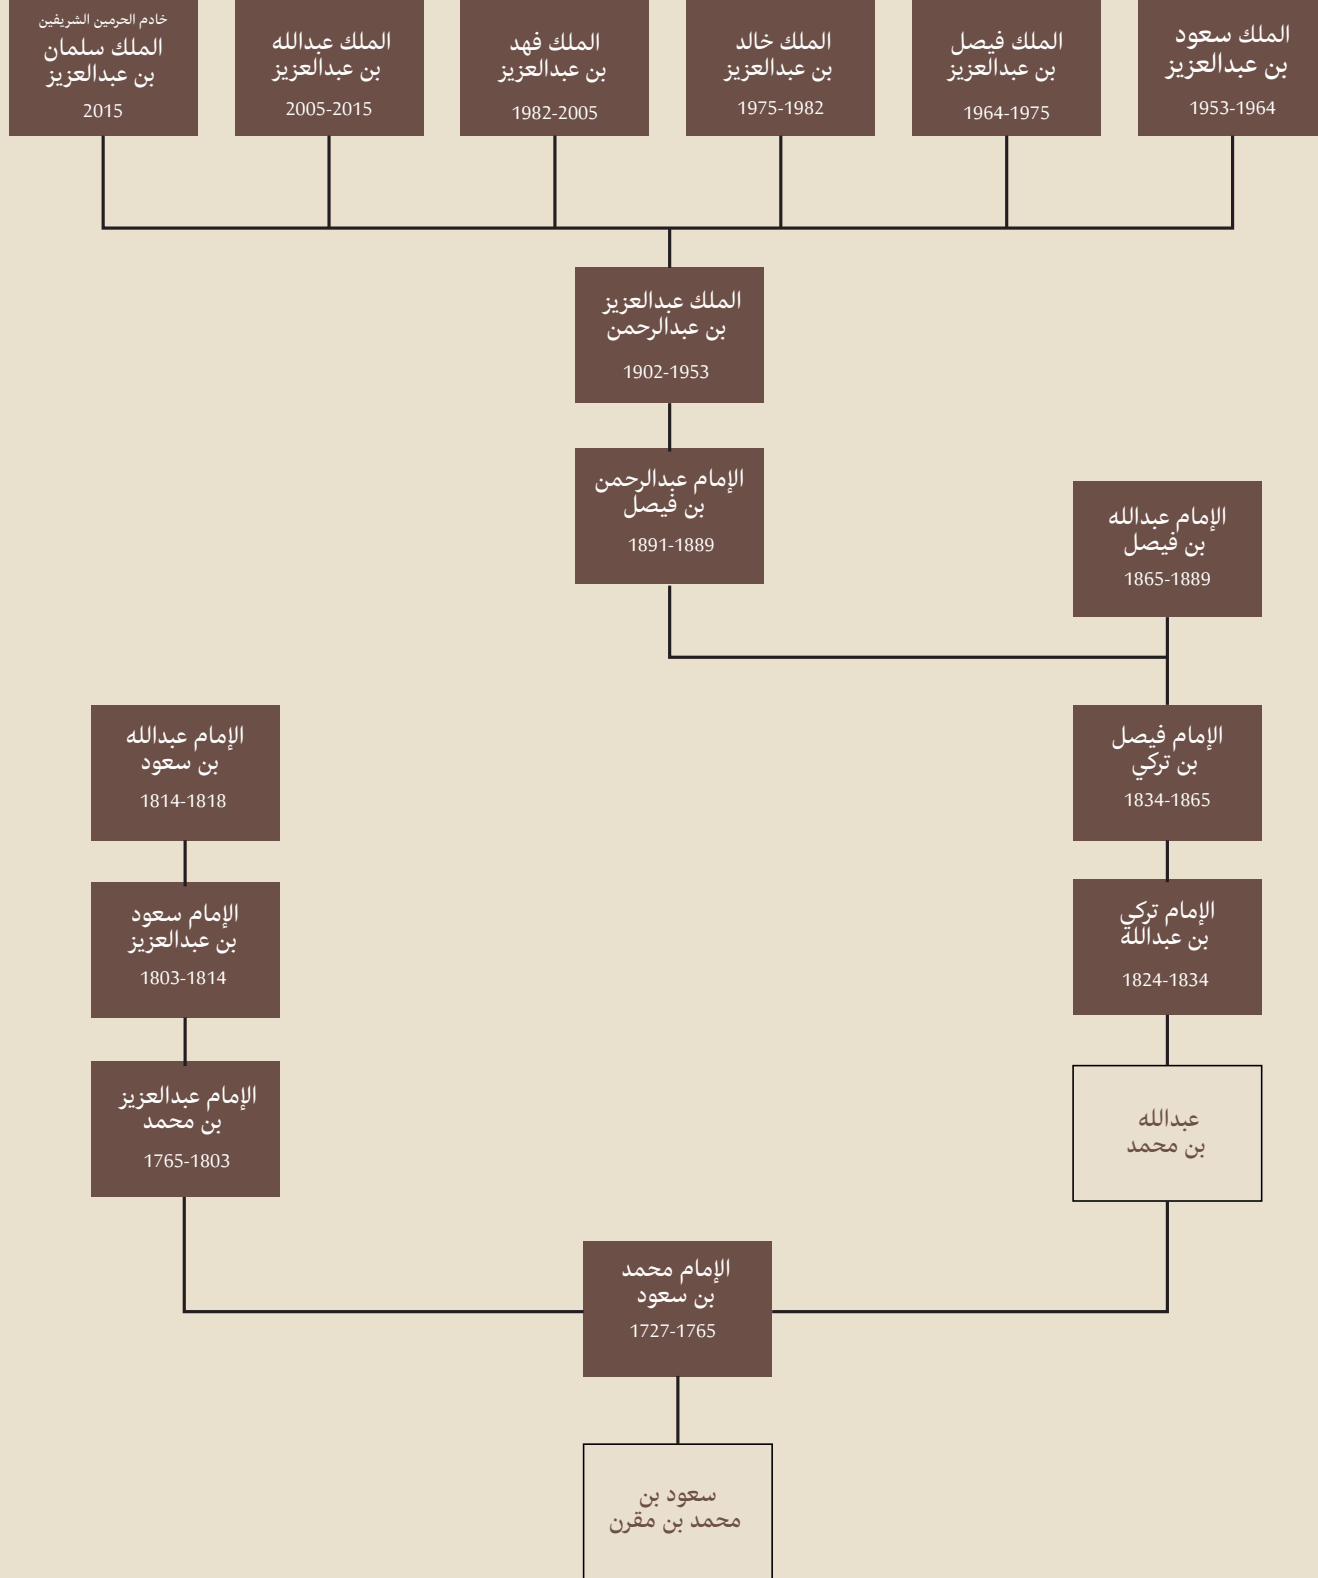 الملك سعود
بن عبدالعزيز
1953-1964
الملك فيصل
بن عبدالعزيز
1964-1975
الملك خالد
بن عبدالعزيز
1975-1982
الملك فهد
بن عبدالعزيز
1982-2005
الملك عبدالله
بن عبدالعزيز
2005-2015
خادم الحرمين الشريفين
الملك سلمان
بن عبدالعزيز
2015
الملك عبدالعزيز
بن عبدالرحمن
1902-1953
الإمام عبدالرحمن
بن فيصل
1891-1889
الإمام عبدالله
بن فيصل
1865-1889
الإمام فيصل
بن تركي
1834-1865
الإمام عبدالله
بن سعود
1814-1818
الإمام تركي
بن عبدالله
1824-1834
الإمام سعود
بن عبدالعزيز
1803-1814
عبدالله
بن محمد
الإمام عبدالعزيز
بن محمد
1765-1803
الإمام محمد
بن سعود
1727-1765
سعود بن
محمد بن مقرن